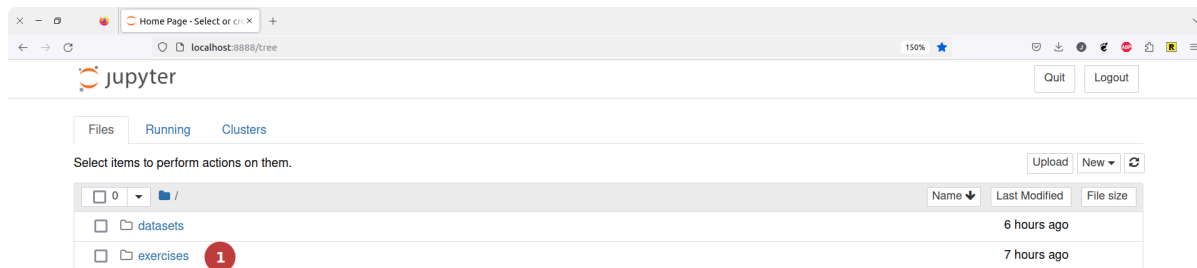 Home Page - Select or cre
localhost:8888/tree
150%
J
ABP
R
jupyter
Quit
Logout
Files
Running
Clusters
Select items to perform actions on them.
Upload
New
0
/
Name
Last Modified
File size
datasets
6 hours ago
exercises
1
7 hours ago